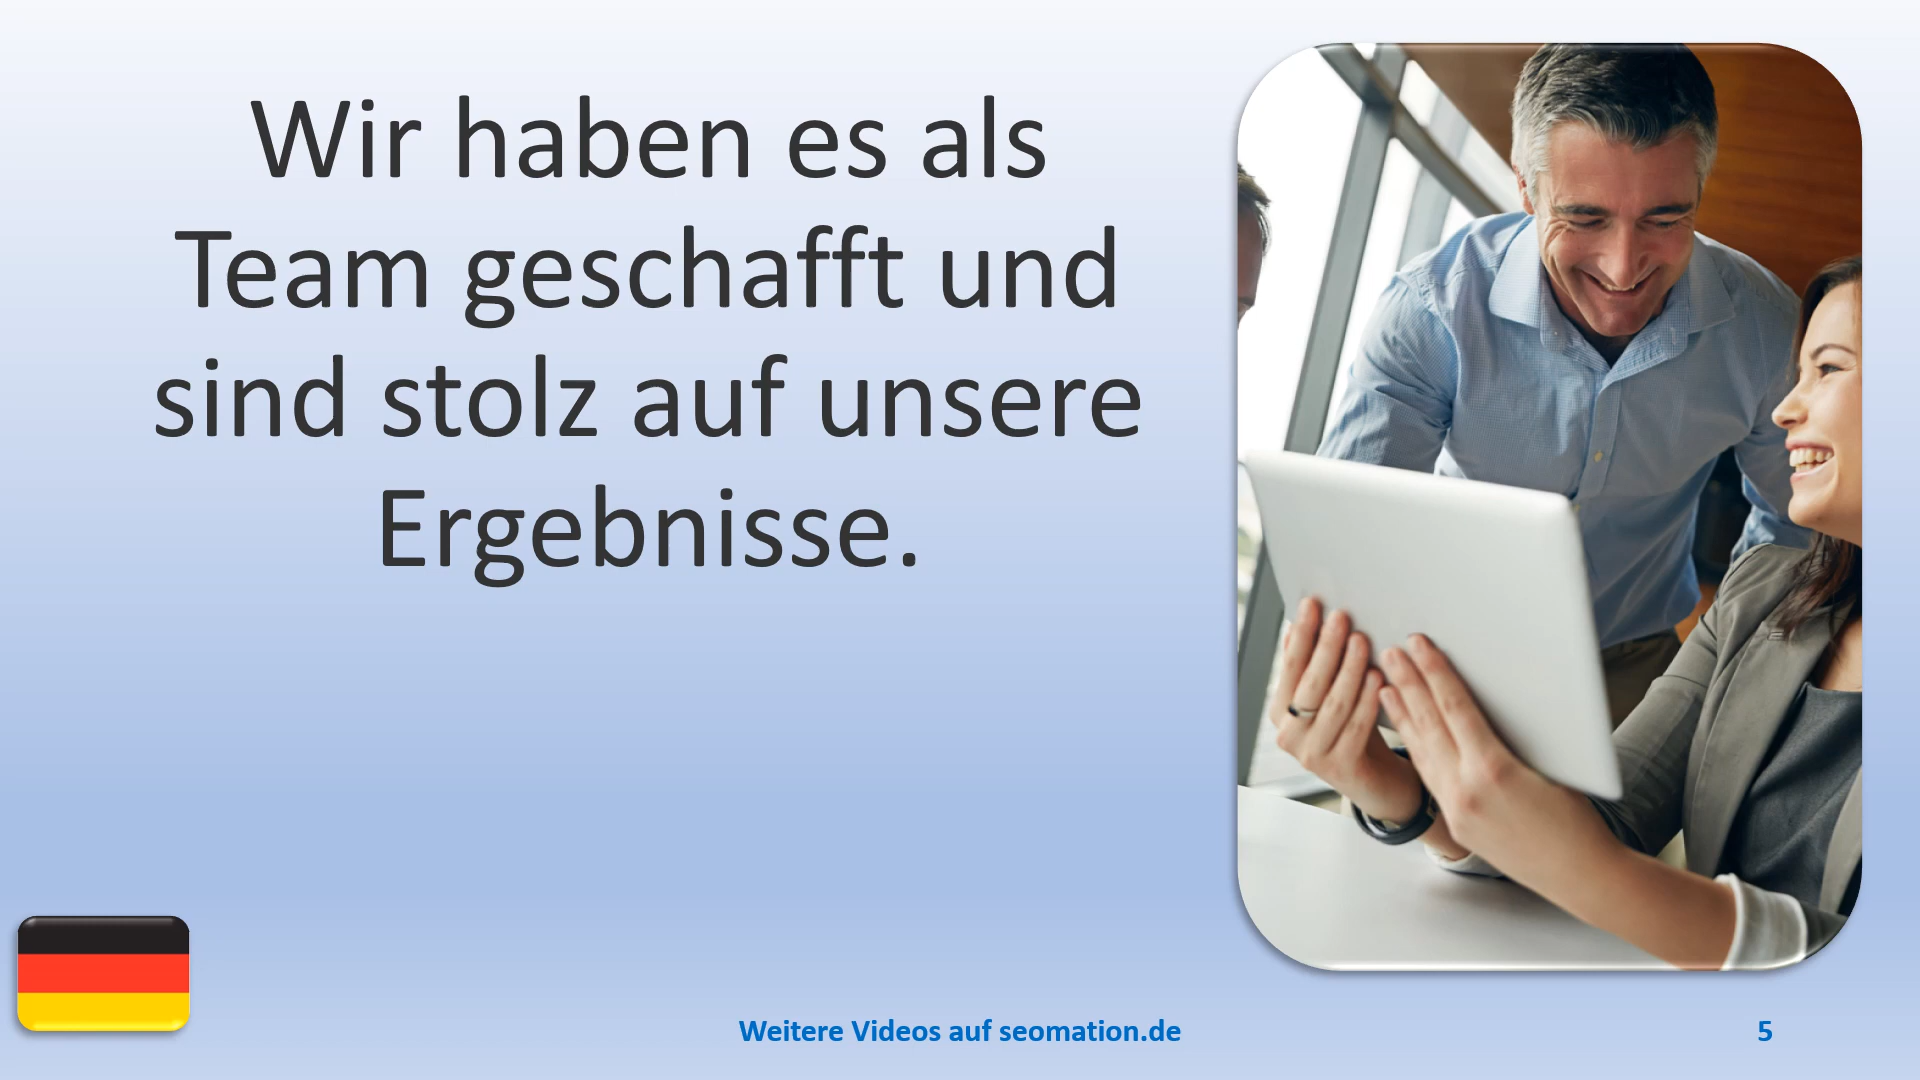 Wir haben es als
Team geschafft und
sind stolz auf unsere
Ergebnisse.
Weitere Videos auf seomation.de
5